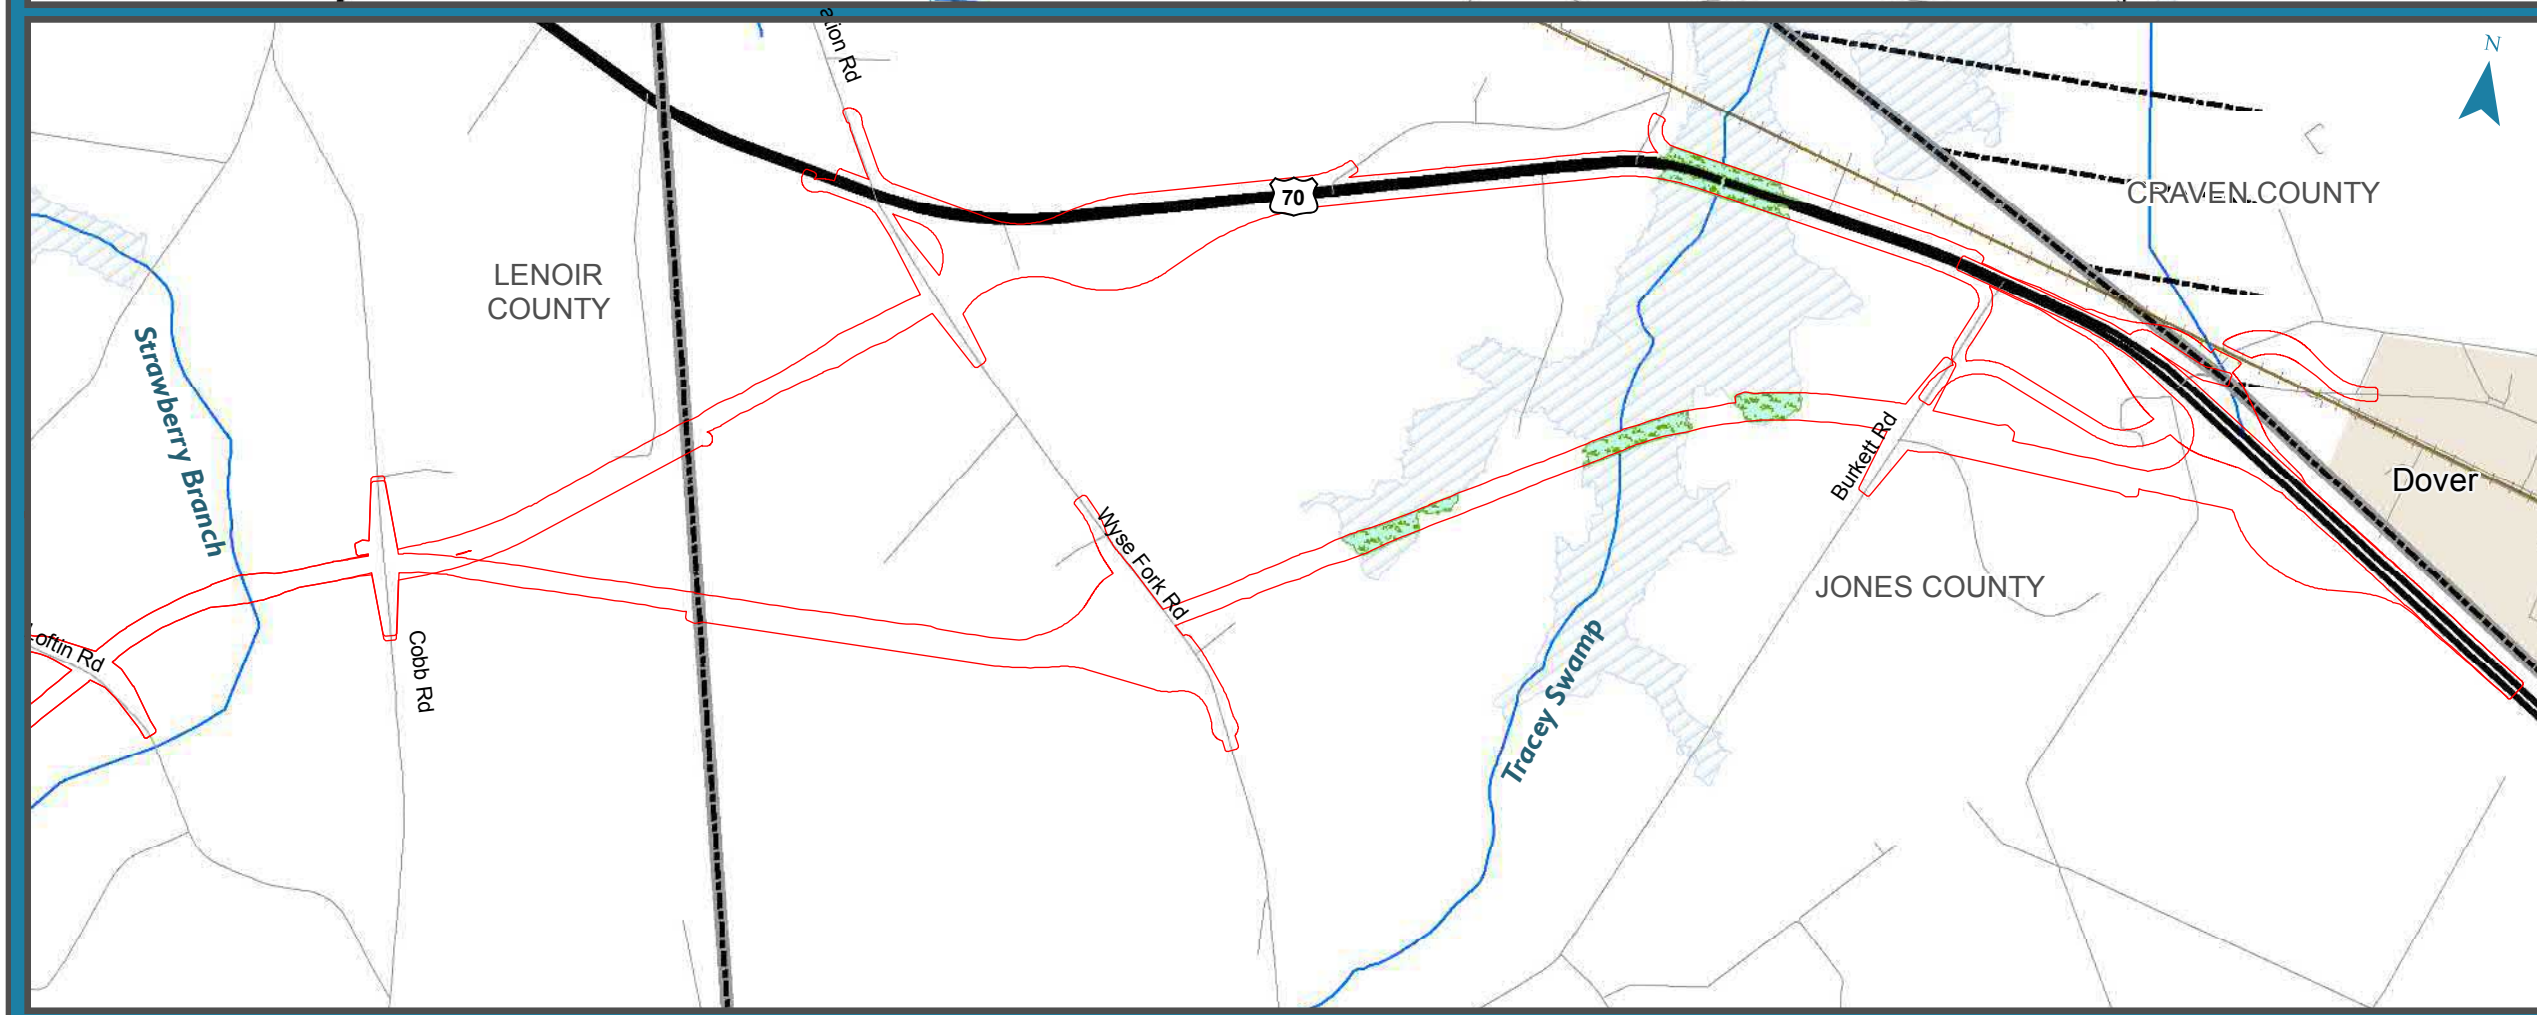 N
70
CRAVEN COUNTY
LENOIR
COUNTY
Strawberry Branch
Burkett Rd
Dover
Wyse Fork Rd
JONES COUNTY
Loftin Rd
Cobb Rd
Tracey Swamp
Rd